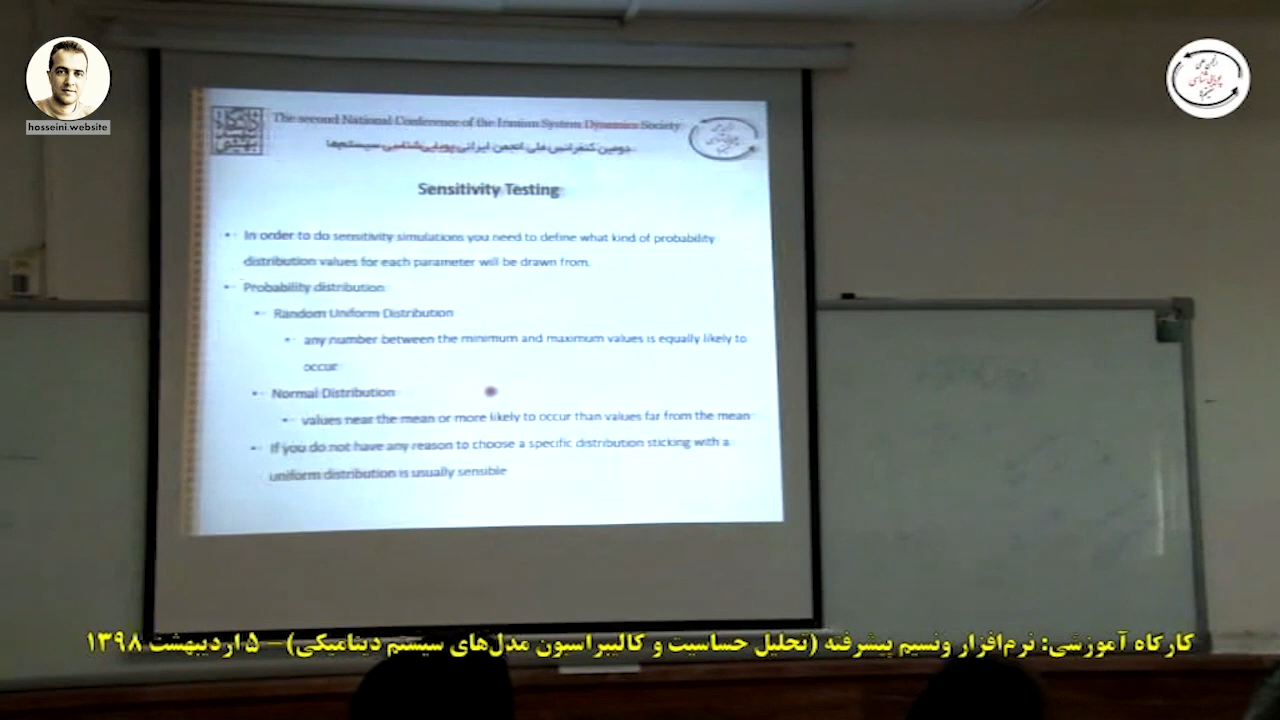 hosseini.website
انجمن علمی
پویایی‌شناسی
The second National Conference of the Iranian System Dynamics Society
دومین کنفرانس ملی انجمن ایرانی پویایی‌شناسی سیستم‌ها
Sensitivity Testing
• In order to do sensitivity simulations you need to define what kind of probability
distribution values for each parameter will be drawn from.
• Probability distribution:
• Random Uniform Distribution
• any number between the minimum and maximum values is equally likely to
occur
• Normal Distribution
• values near the mean or more likely to occur than values far from the mean
• If you do not have any reason to choose a specific distribution sticking with a
uniform distribution is usually sensible
کارگاه آموزشی: نرم‌افزار ونسیم پیشرفته (تحلیل حساسیت و کالیبراسیون مدل‌های سیستم دینامیکی)– ۵ اردیبهشت ۱۳۹۸